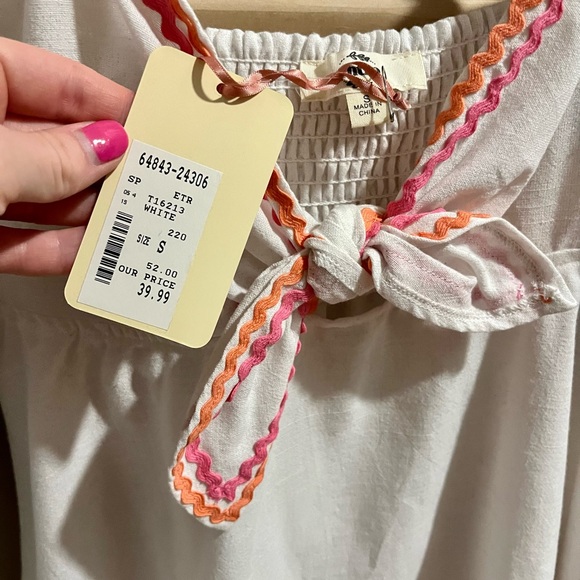 64843-24306
SP ETR
05 4 T16213
13 WHITE
220
SIZE S
52.00
OUR PRICE
39.99
S
MADE IN
CHINA